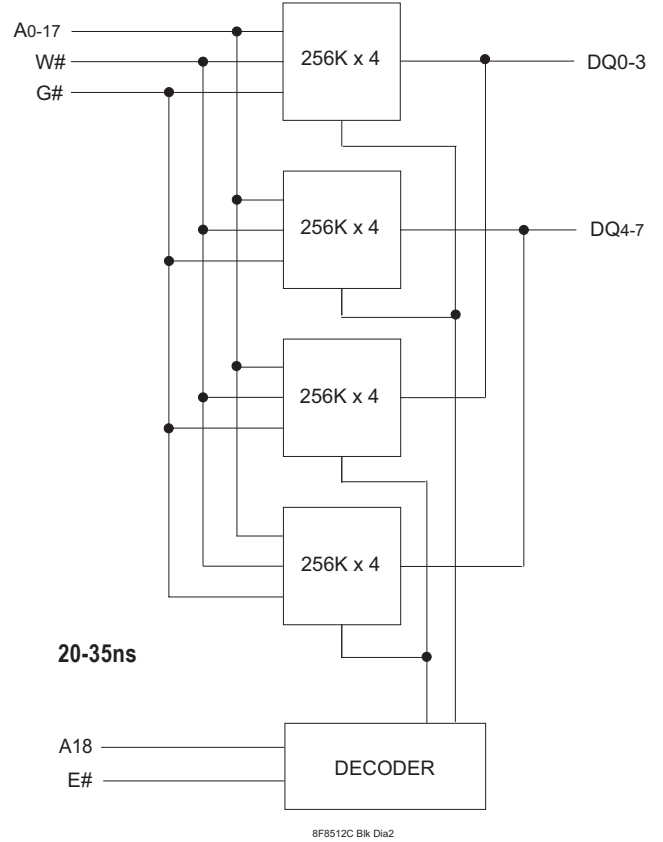 A0-17
W#
G#
256K x 4
DQ0-3
256K x 4
DQ4-7
256K x 4
256K x 4
20-35ns
A18
E#
DECODER
8F8512C Blk Dia2